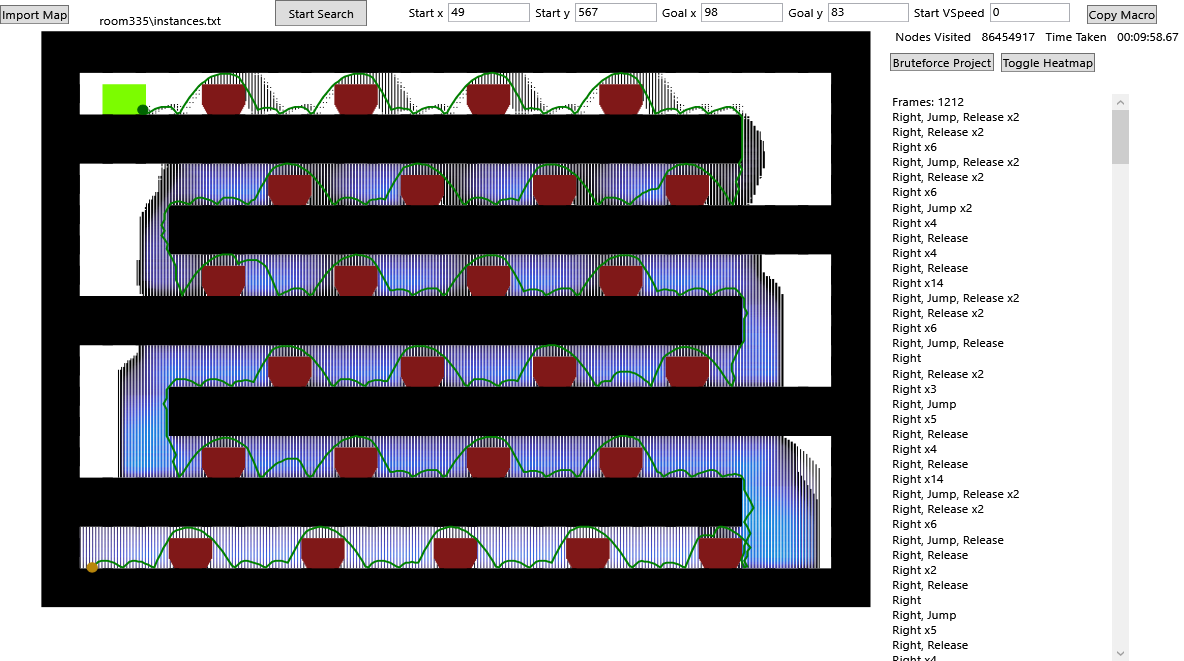 Import Map
room335\instances.txt
Start Search
Start x 49 Start y 567 Goal x 98 Goal y 83 Start VSpeed 0
Copy Macro
Nodes Visited 86454917 Time Taken 00:09:58.67
Bruteforce Project Toggle Heatmap
Frames: 1212
Right, Jump, Release x2
Right, Release x2
Right x6
Right, Jump, Release x2
Right, Release x2
Right x6
Right, Jump x2
Right x4
Right, Release
Right x4
Right, Release
Right x14
Right, Jump, Release x2
Right, Release x2
Right x6
Right, Jump, Release
Right
Right, Release x2
Right x3
Right, Jump
Right x5
Right, Release
Right x4
Right, Release
Right x14
Right, Jump, Release x2
Right, Release x2
Right x6
Right, Jump, Release
Right, Release
Right x2
Right, Release
Right
Right, Jump
Right x5
Right, Release
Right x4